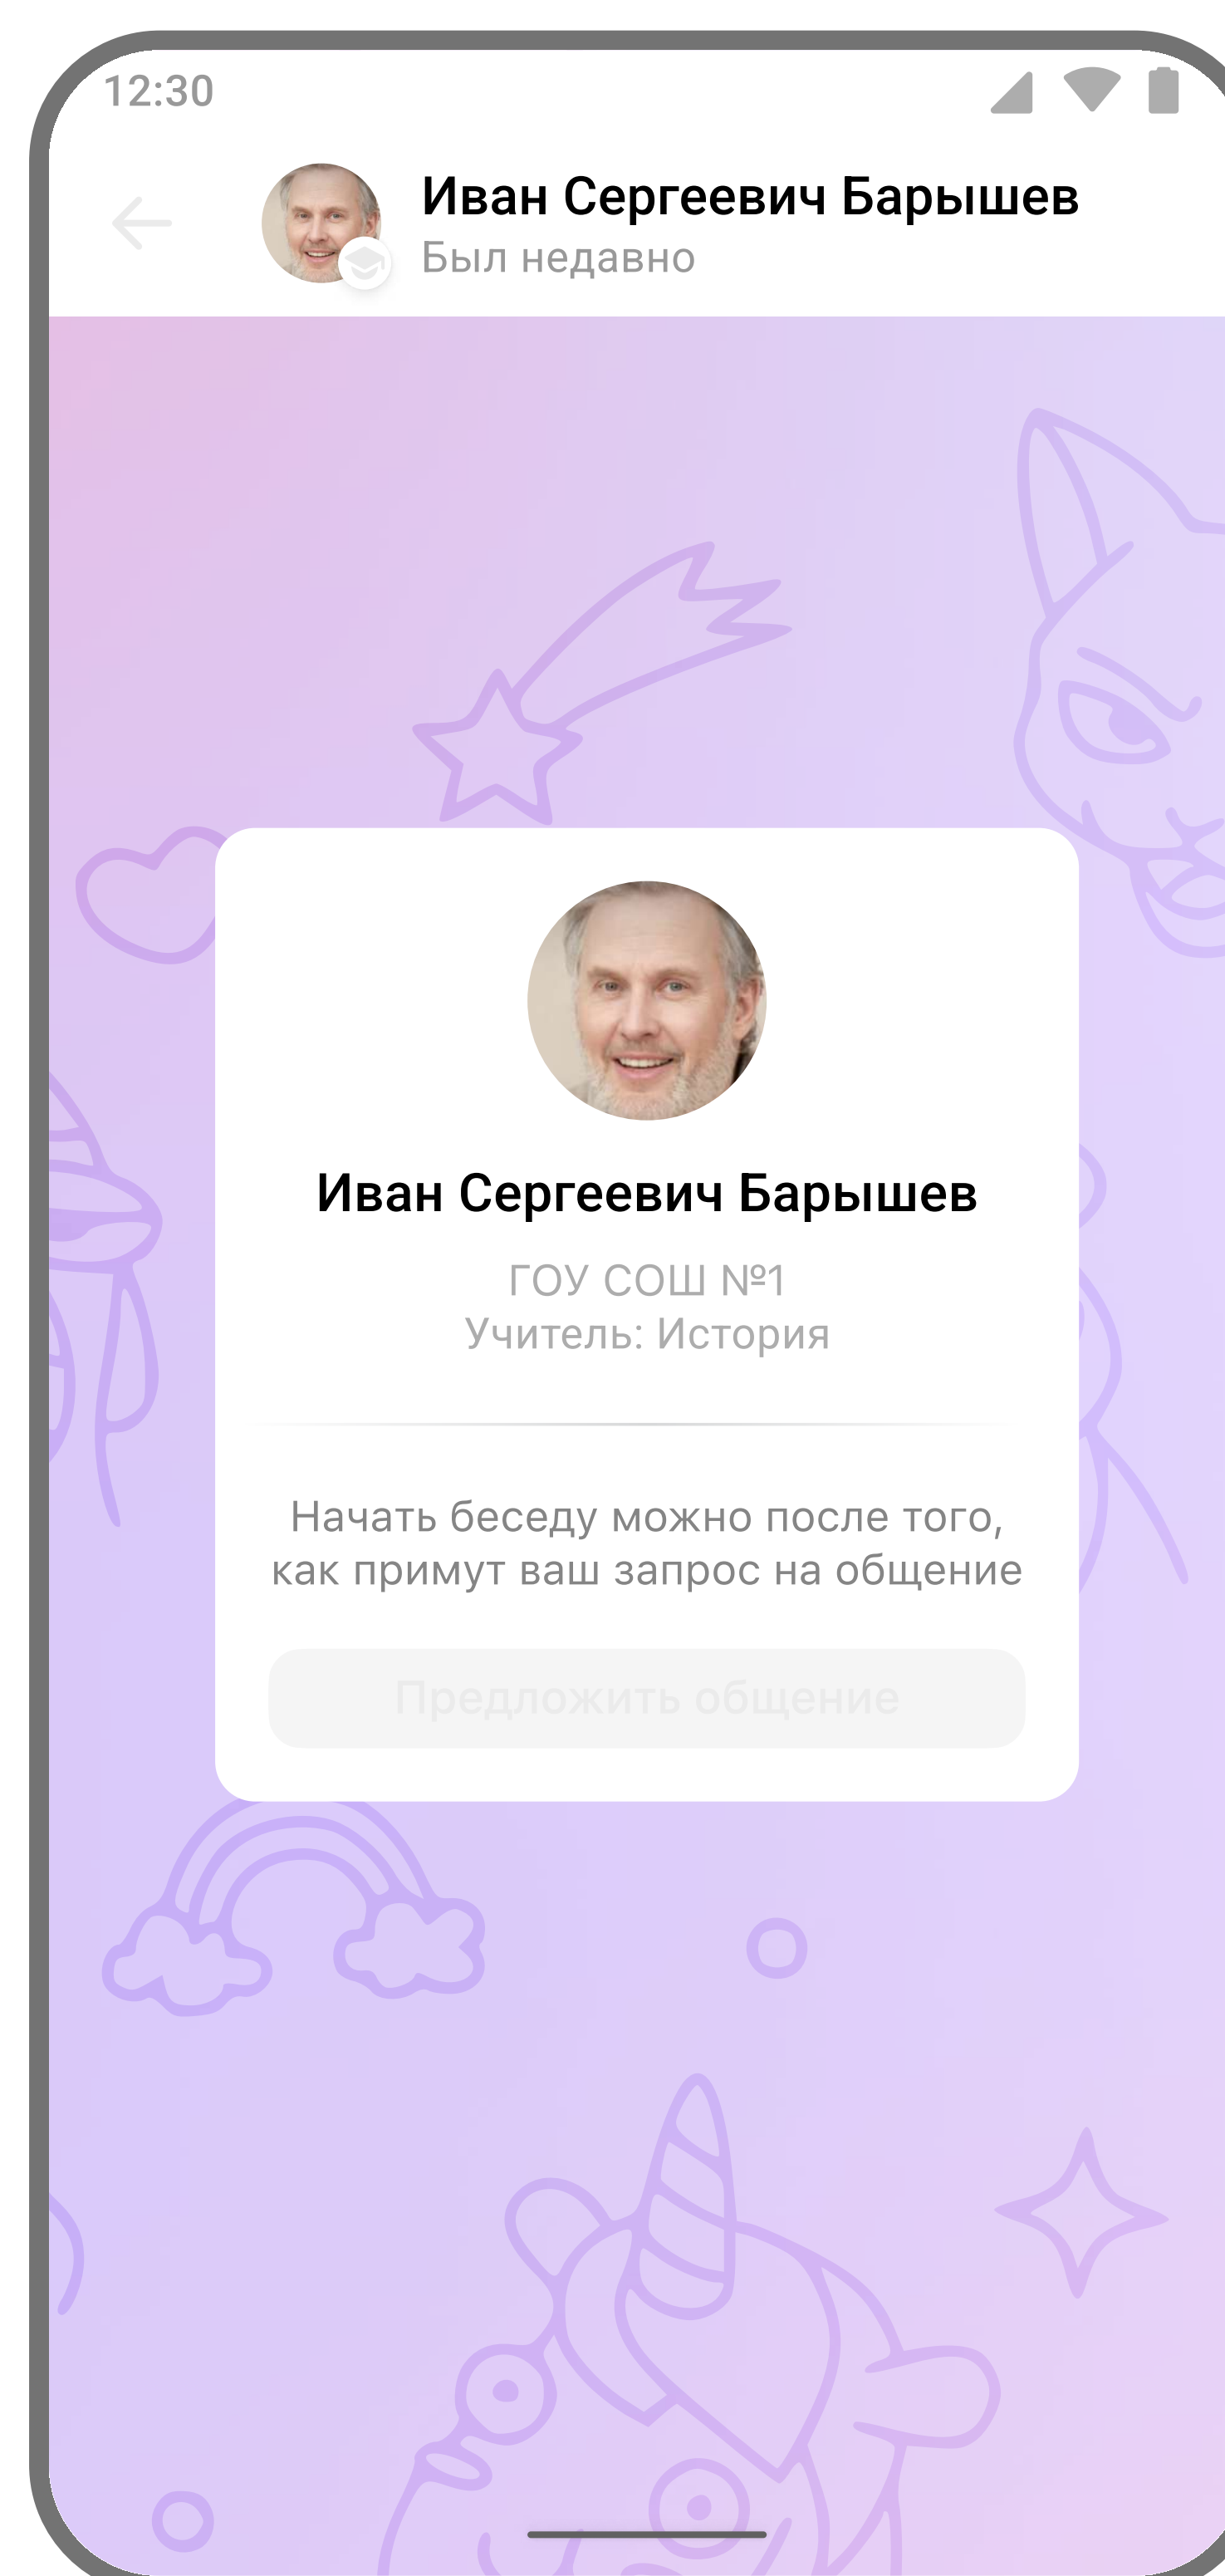 12:30
Иван Сергеевич Барышев
Был недавно
Иван Сергеевич Барышев
ГОУ СОШ №1
Учитель: История
Начать беседу можно после того,
как примут ваш запрос на общение
Предложить общение